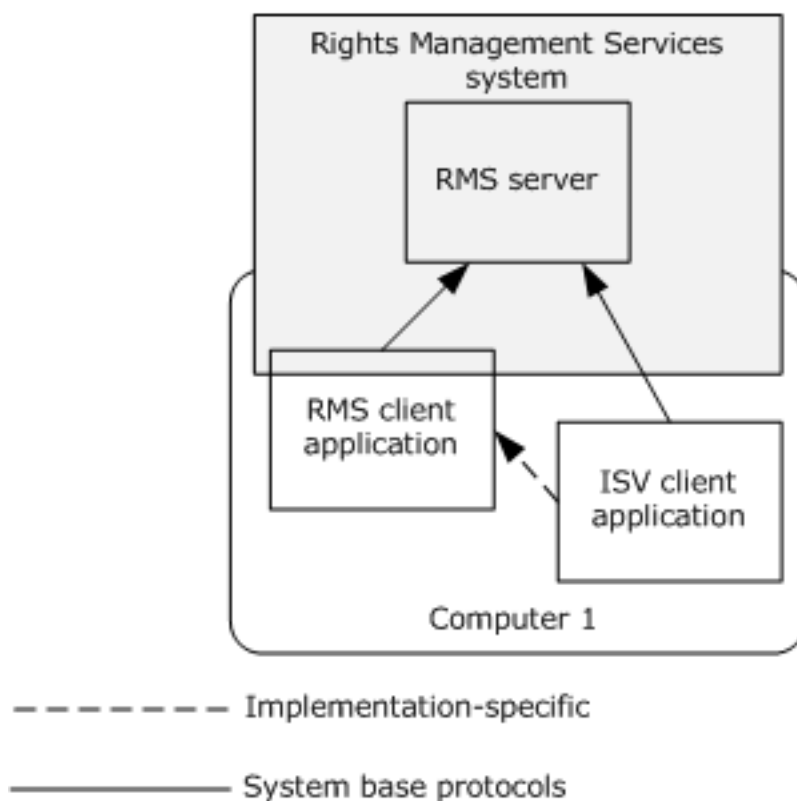 Rights Management Services
system
RMS server
RMS client
application
ISV client
application
Computer 1
Implementation-specific
System base protocols